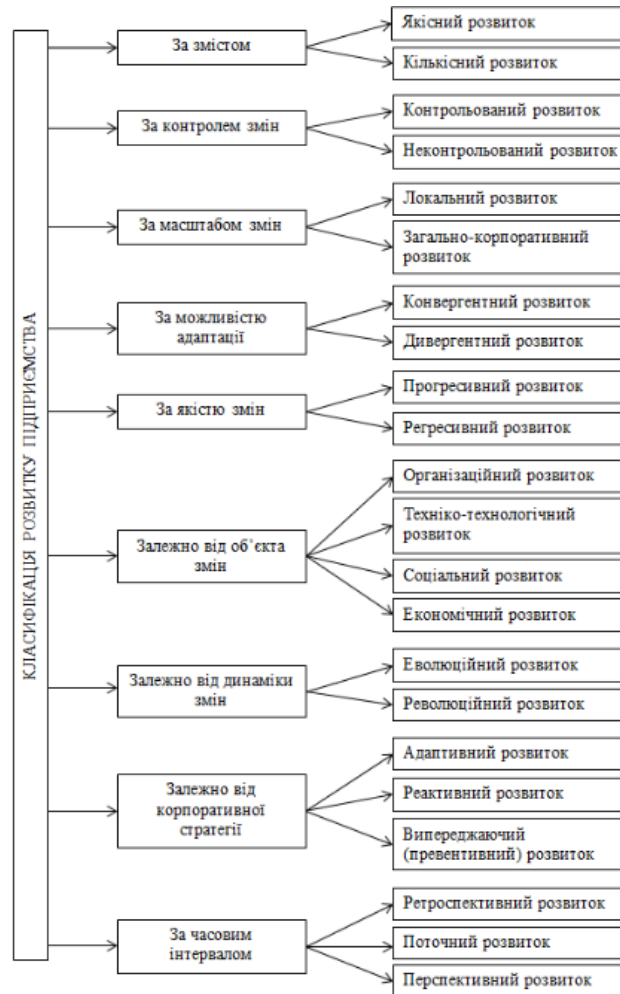 КЛАСИФІКАЦІЯ РОЗВИТКУ ПІДПРИЄМСТВА
За змістом
Якісний розвиток
Кількісний розвиток
За контролем змін
Контрольований розвиток
Неконтрольований розвиток
За масштабом змін
Локальний розвиток
Загально-корпоративний
розвиток
За можливістю
адаптації
Конвергентний розвиток
Дивергентний розвиток
За якістю змін
Прогресивний розвиток
Регресивний розвиток
Залежно від об’єкта
змін
Організаційний розвиток
Техніко-технологічний
розвиток
Соціальний розвиток
Економічний розвиток
Залежно від динаміки
змін
Еволюційний розвиток
Революційний розвиток
Залежно від
корпоративної
стратегії
Адаптивний розвиток
Реактивний розвиток
Випереджаючий
(превентивний) розвиток
За часовим
інтервалом
Ретроспективний розвиток
Поточний розвиток
Перспективний розвиток